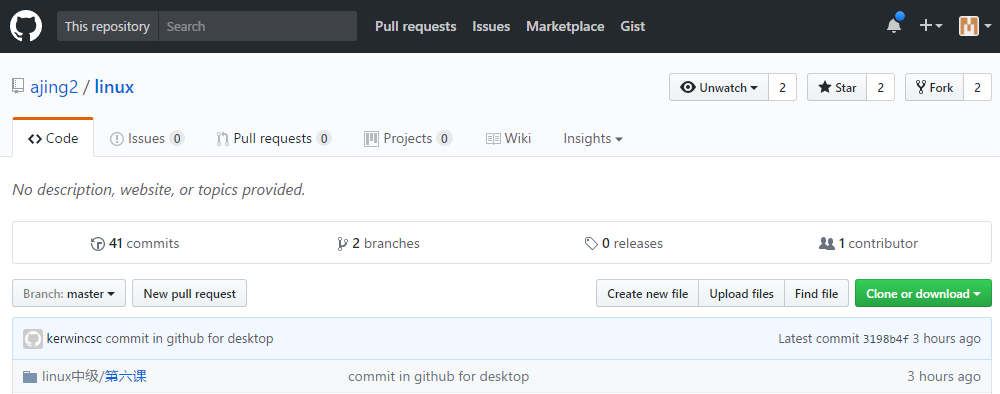 This repository Search Pull requests Issues Marketplace Gist
ajing2 / linux Unwatch 2 Star 2 Fork 2
Code Issues 0 Pull requests 0 Projects 0 Wiki Insights
No description, website, or topics provided.
41 commits 2 branches 0 releases 1 contributor
Branch: master New pull request Create new file Upload files Find file Clone or download
kerwincsc commit in github for desktop Latest commit 3198b4f 3 hours ago
linux中级/第六课 commit in github for desktop 3 hours ago